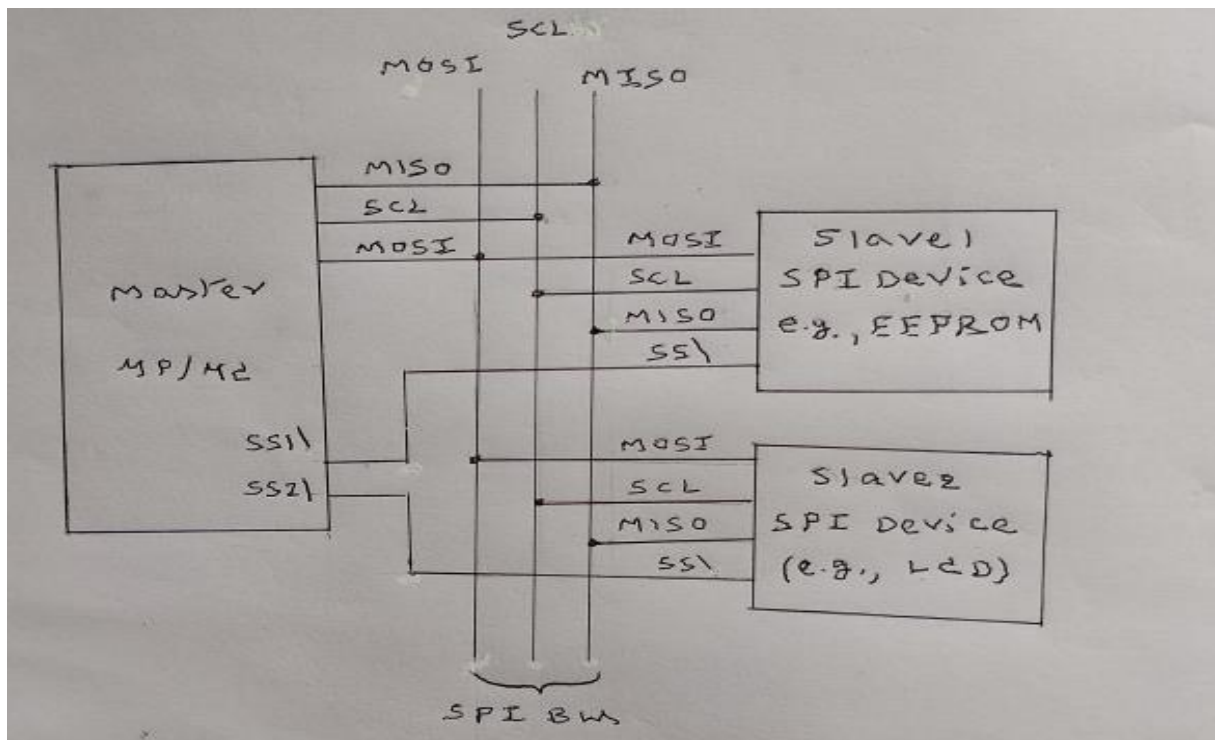 SCL
MOSI
MISO
MISO
SCL
MOSI
Master
MP/MC
SS1\
SS2\
MOSI
SCL
MISO
SS\
Slave1
SPI Device
e.g., EEPROM
MOSI
SCL
MISO
SS\
Slave2
SPI Device
(e.g., LCD)
SPI Bus